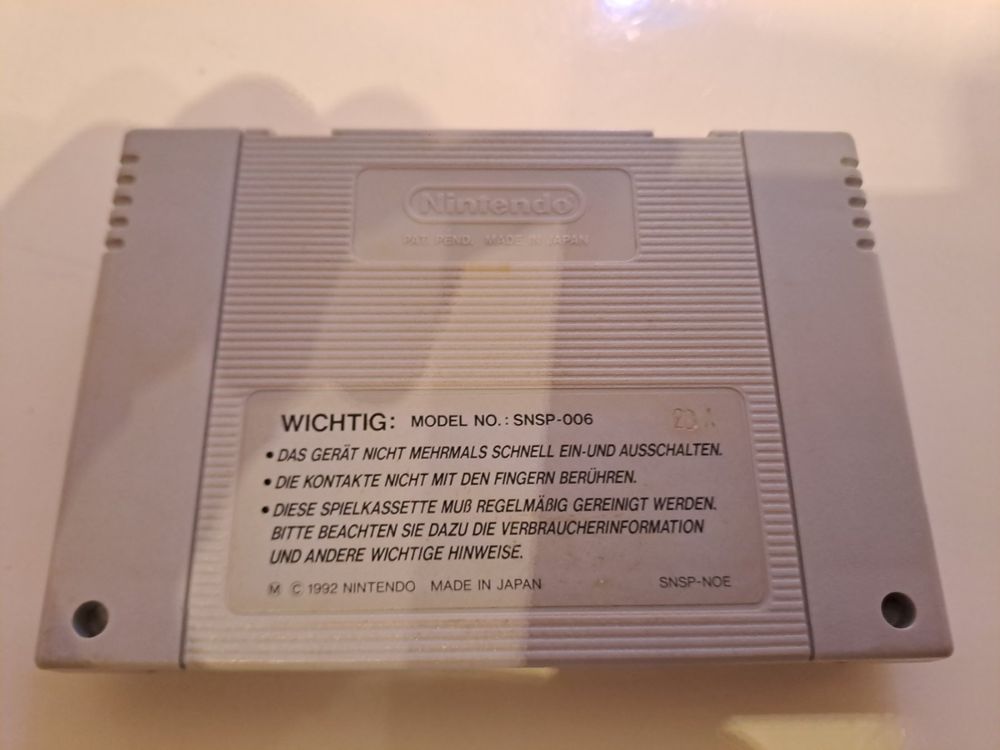 Nintendo
PAT. PEND. MADE IN JAPAN
WICHTIG: MODEL NO.: SNSP-006
20 A
• DAS GERÄT NICHT MEHRMALS SCHNELL EIN-UND AUSSCHALTEN.
• DIE KONTAKTE NICHT MIT DEN FINGERN BERÜHREN.
• DIESE SPIELKASSETTE MUß REGELMÄßIG GEREINIGT WERDEN.
BITTE BEACHTEN SIE DAZU DIE VERBRAUCHERINFORMATION
UND ANDERE WICHTIGE HINWEISE.
Ⓜ © 1992 NINTENDO MADE IN JAPAN SNSP-NOE